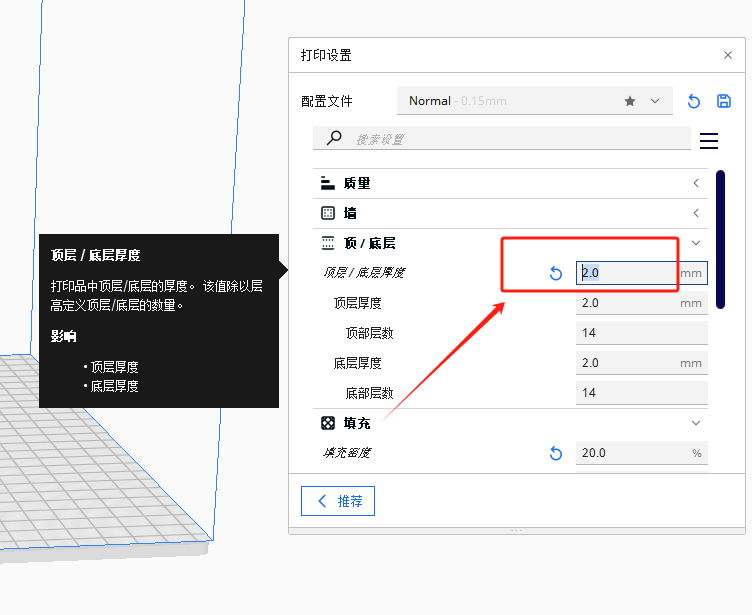 打印设置
配置文件
Normal - 0.15mm
搜索设置
质量
墙
顶 / 底层
顶层 / 底层厚度
2.0 mm
顶层厚度
2.0 mm
顶部层数
14
底层厚度
2.0 mm
底部层数
14
填充
填充密度
20.0 %
推荐
顶层 / 底层厚度
打印品中顶层/底层的厚度。 该值除以层
高定义顶层/底层的数量。
影响
• 顶层厚度
• 底层厚度